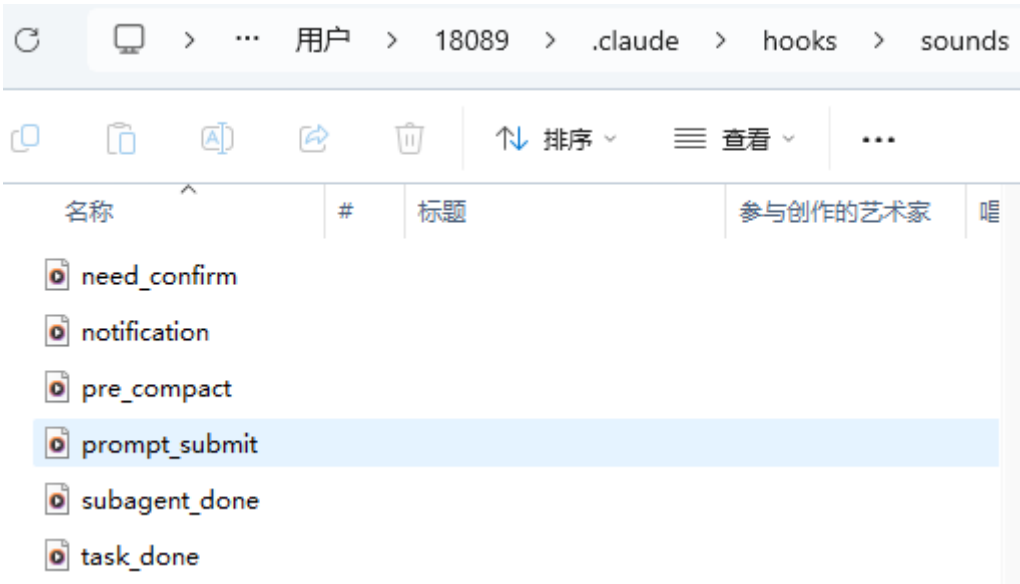 > ... 用户 > 18089 > .claude > hooks > sounds
排序 查看 ...
名称 # 标题 参与创作的艺术家 唱
need_confirm
notification
pre_compact
prompt_submit
subagent_done
task_done